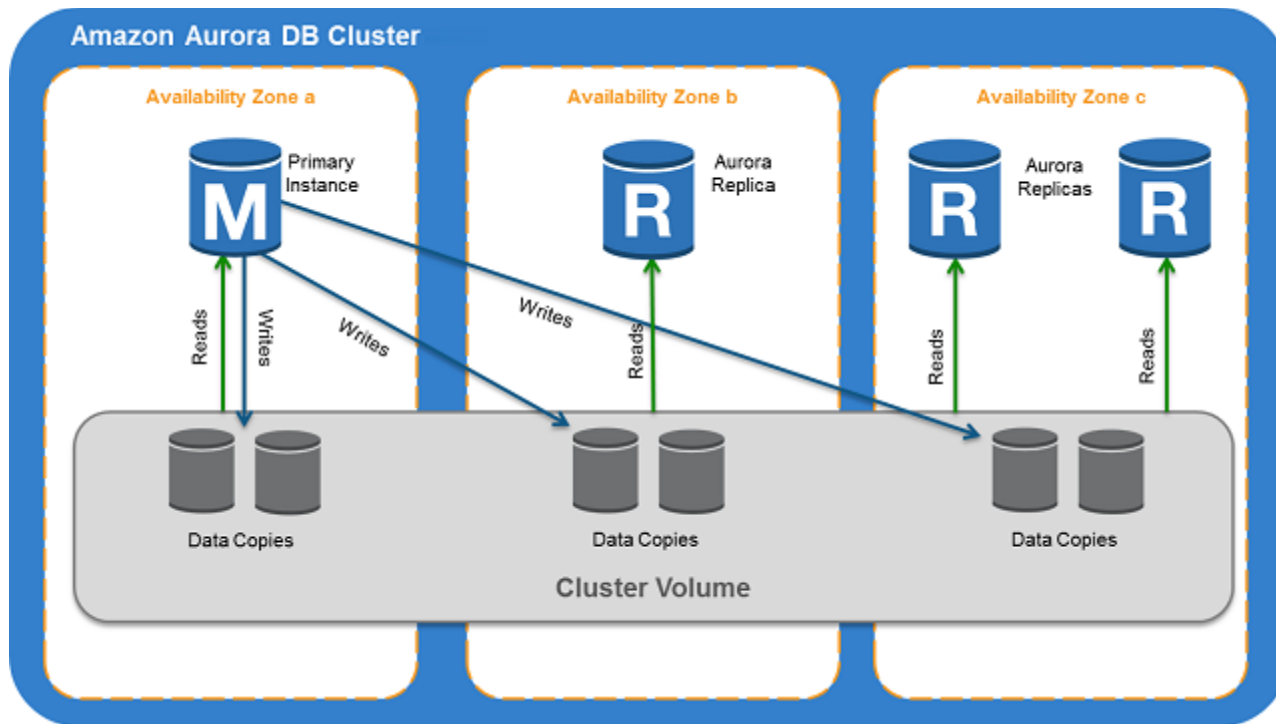 Amazon Aurora DB Cluster
Availability Zone a
Availability Zone b
Availability Zone c
M
Primary
Instance
R
Aurora
Replica
R
Aurora
Replicas
R
Reads
Writes
Writes
Writes
Reads
Reads
Reads
Data Copies
Data Copies
Data Copies
Cluster Volume